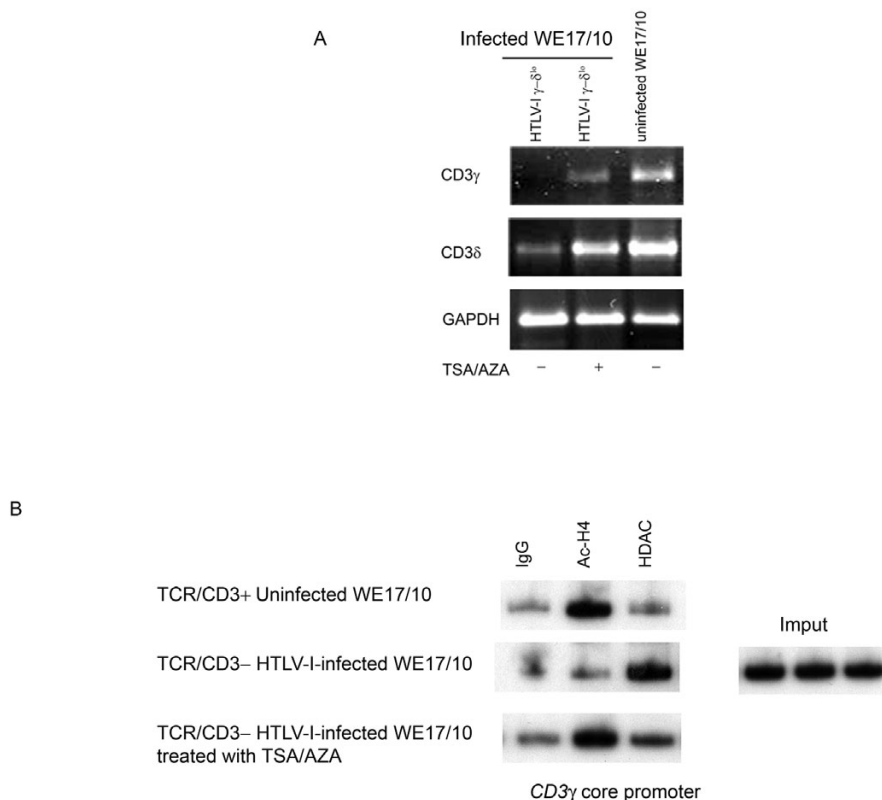 A
Infected WE17/10
HTLV-I γ–δˡᵒ
HTLV-I γ–δˡᵒ
uninfected WE17/10
CD3γ
CD3δ
GAPDH
TSA/AZA – + –
B
IgG
Ac-H4
HDAC
TCR/CD3+ Uninfected WE17/10
Imput
TCR/CD3– HTLV-I-infected WE17/10
TCR/CD3– HTLV-I-infected WE17/10
treated with TSA/AZA
CD3γ core promoter